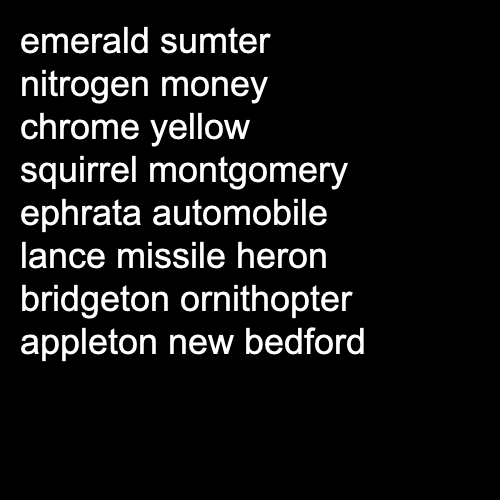 emerald sumter
nitrogen money
chrome yellow
squirrel montgomery
ephrata automobile
lance missile heron
bridgeton ornithopter
appleton new bedford